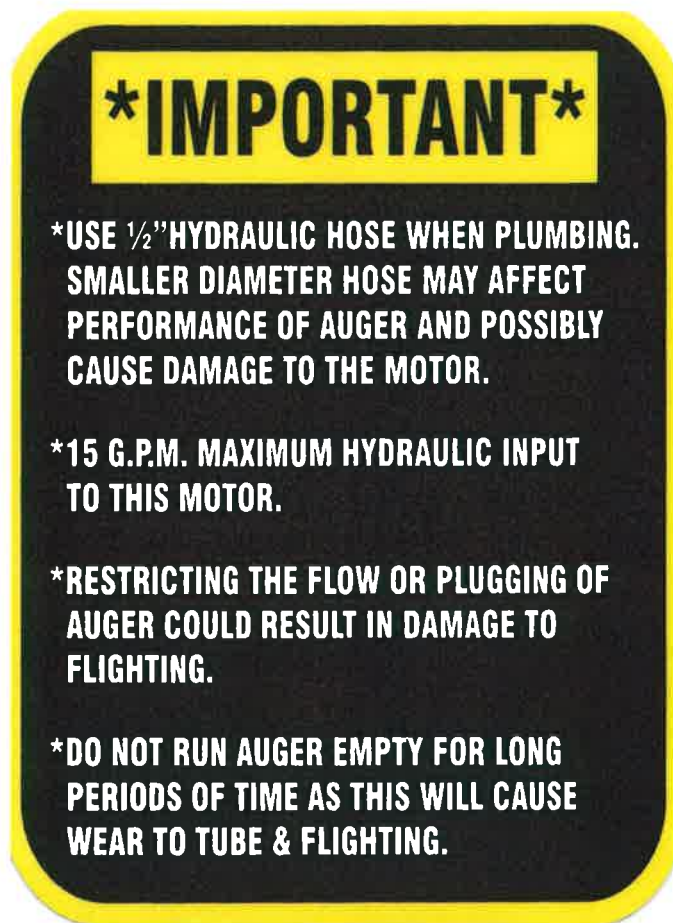 *IMPORTANT*
*USE ½”HYDRAULIC HOSE WHEN PLUMBING.
SMALLER DIAMETER HOSE MAY AFFECT
PERFORMANCE OF AUGER AND POSSIBLY
CAUSE DAMAGE TO THE MOTOR.
*15 G.P.M. MAXIMUM HYDRAULIC INPUT
TO THIS MOTOR.
*RESTRICTING THE FLOW OR PLUGGING OF
AUGER COULD RESULT IN DAMAGE TO
FLIGHTING.
*DO NOT RUN AUGER EMPTY FOR LONG
PERIODS OF TIME AS THIS WILL CAUSE
WEAR TO TUBE & FLIGHTING.